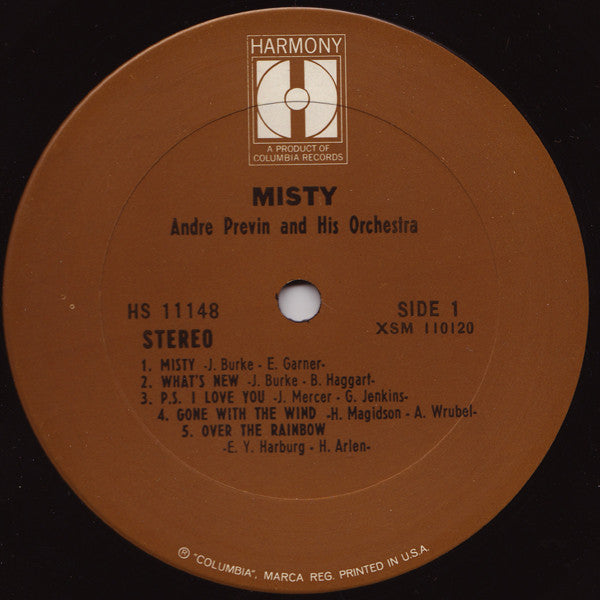 HARMONY
A PRODUCT OF
COLUMBIA RECORDS
MISTY
Andre Previn and His Orchestra
HS 11148
SIDE 1
STEREO
XSM 110120
1. MISTY -J. Burke - E. Garner-
2. WHAT'S NEW -J. Burke - B. Haggart-
3. P.S. I LOVE YOU -J. Mercer - G. Jenkins-
4. GONE WITH THE WIND -H. Magidson - A. Wrubel-
5. OVER THE RAINBOW
-E. Y. Harburg - H. Arlen-
® "COLUMBIA", MARCA REG. PRINTED IN U.S.A.